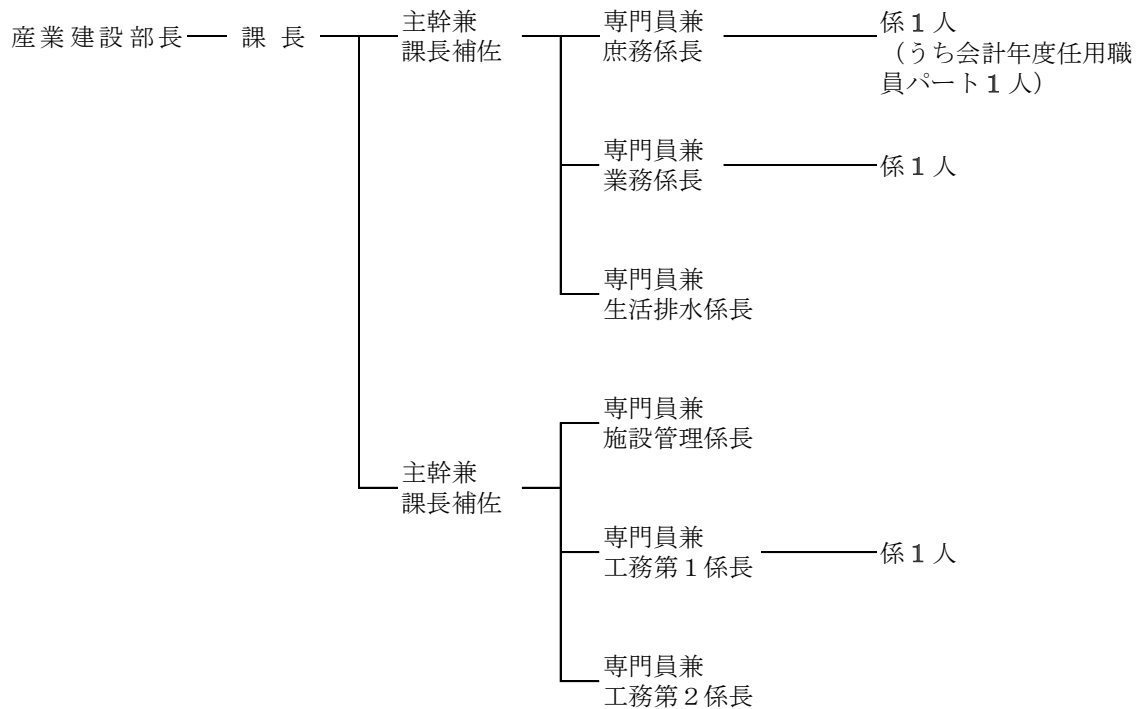 産業建設部長 課長 主幹兼
課長補佐
専門員兼
庶務係長
係1人
（うち会計年度任用職
員パート1人）
専門員兼
業務係長
係1人
専門員兼
生活排水係長
主幹兼
課長補佐
専門員兼
施設管理係長
専門員兼
工務第1係長
係1人
専門員兼
工務第2係長